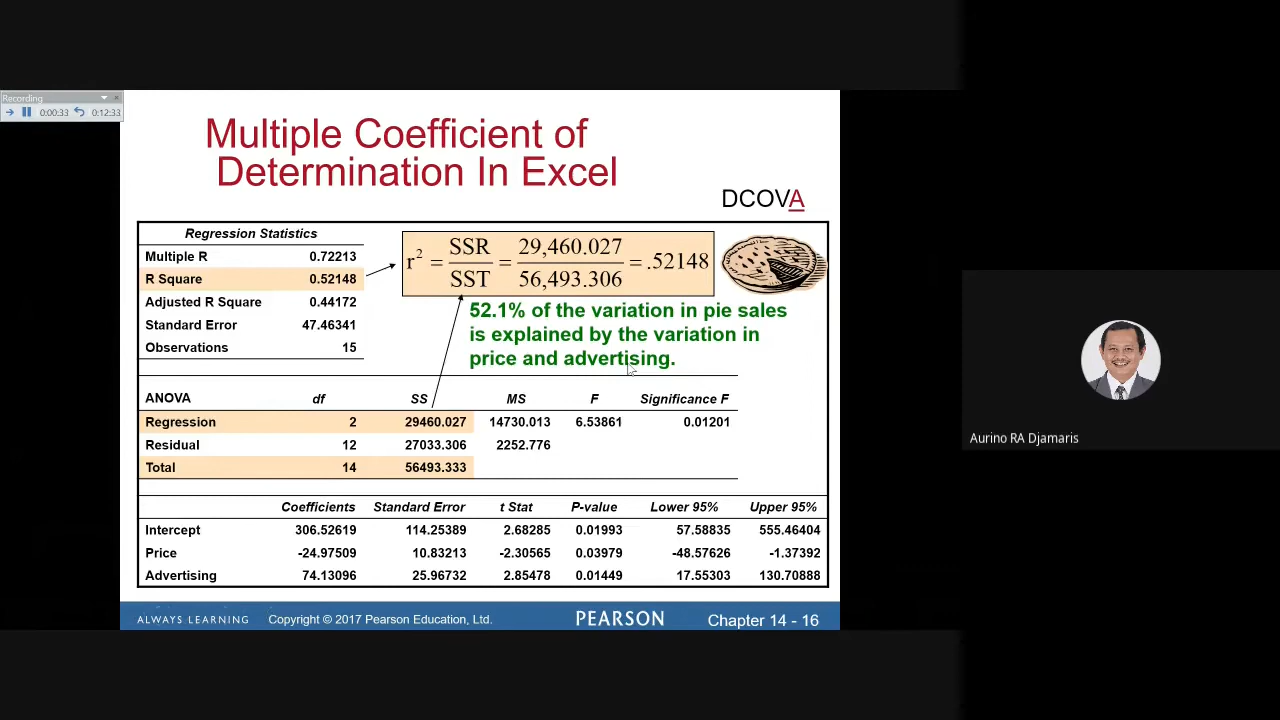 Recording
0:00:33 0:12:33
Multiple Coefficient of
Determination In Excel
DCOVA
Regression Statistics
Multiple R 0.72213
R Square 0.52148
Adjusted R Square 0.44172
Standard Error 47.46341
Observations 15
r² = SSR/SST = 29,460.027/56,493.306 = .52148
52.1% of the variation in pie sales
is explained by the variation in
price and advertising.
ANOVA df SS MS F Significance F
Regression 2 29460.027 14730.013 6.53861 0.01201
Residual 12 27033.306 2252.776
Total 14 56493.333
Coefficients Standard Error t Stat P-value Lower 95% Upper 95%
Intercept 306.52619 114.25389 2.68285 0.01993 57.58835 555.46404
Price -24.97509 10.83213 -2.30565 0.03979 -48.57626 -1.37392
Advertising 74.13096 25.96732 2.85478 0.01449 17.55303 130.70888
ALWAYS LEARNING Copyright © 2017 Pearson Education, Ltd. PEARSON Chapter 14 - 16
Aurino RA Djamaris